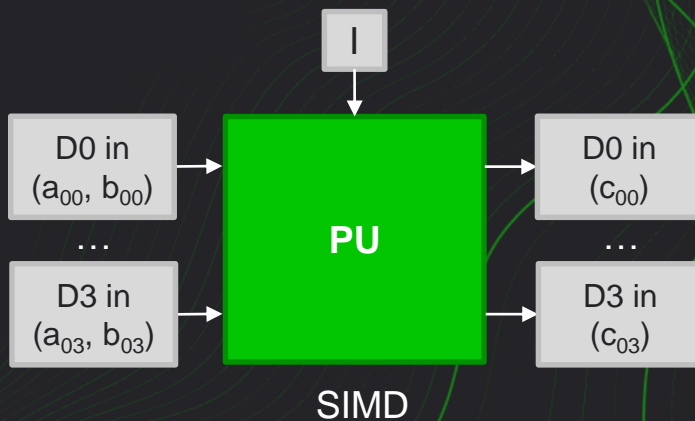 I
D0 in
(a₀₀, b₀₀)
...
D3 in
(a₀₃, b₀₃)
PU
D0 in
(c₀₀)
...
D3 in
(c₀₃)
SIMD